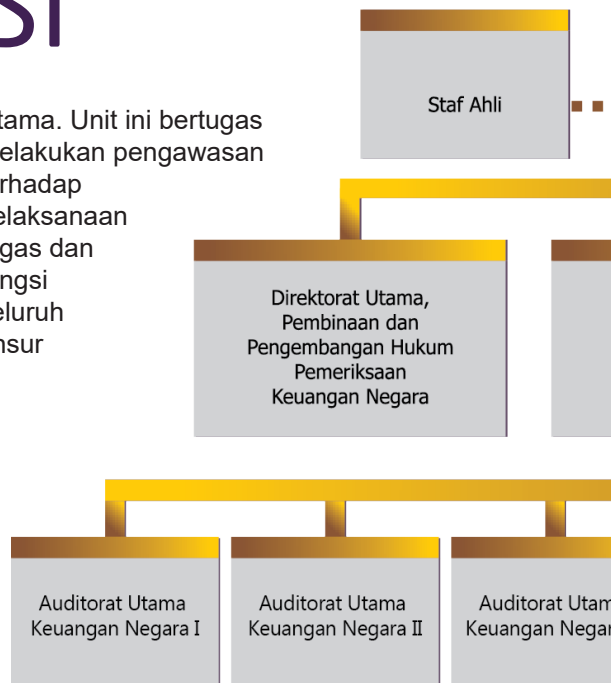 SI
Staf Ahli
tama. Unit ini bertugas
elakukan pengawasan
rhadap
elaksanaan
gas dan
ngsi
eluruh
nsur
Direktorat Utama,
Pembinaan dan
Pengembangan Hukum
Pemeriksaan
Keuangan Negara
Auditorat Utama
Keuangan Negara I
Auditorat Utama
Keuangan Negara II
Auditorat Utam
Keuangan Negar